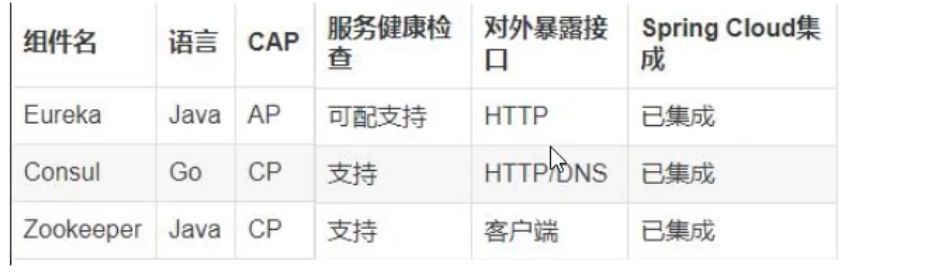 组件名 语言 CAP 服务健康检查 对外暴露接口 Spring Cloud集成
Eureka Java AP 可配支持 HTTP 已集成
Consul Go CP 支持 HTTP/DNS 已集成
Zookeeper Java CP 支持 客户端 已集成